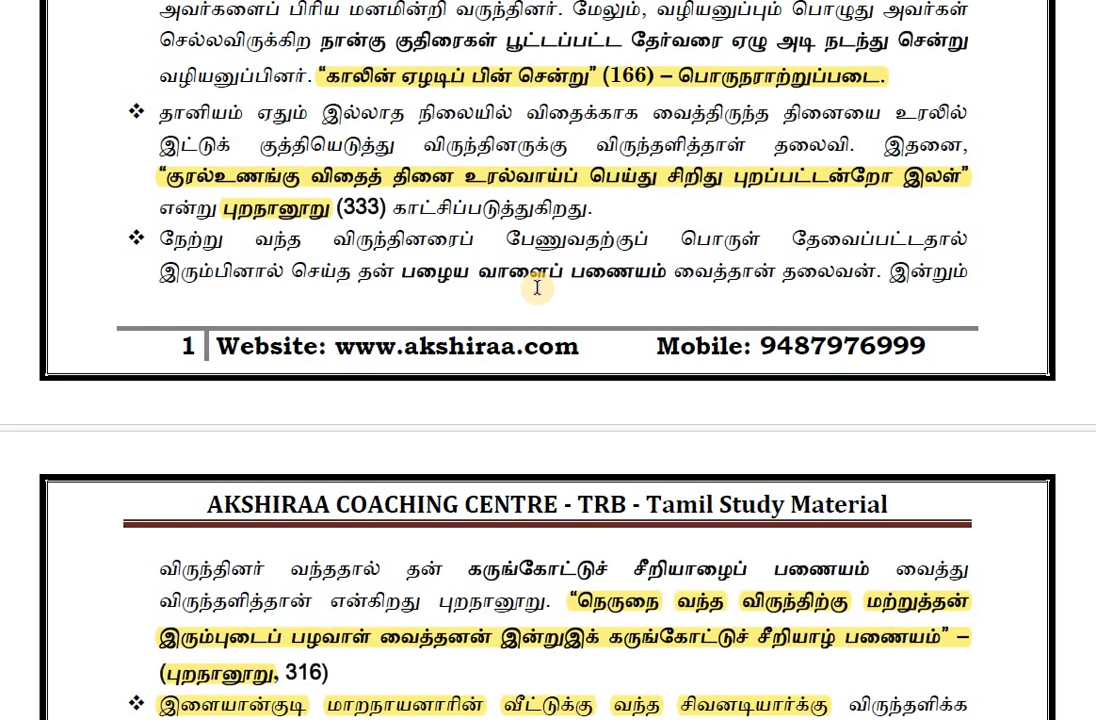 அவர்களைப் பிரிய மனமின்றி வருந்தினர். மேலும், வழியனுப்பும் பொழுது அவர்கள்
செல்லவிருக்கிற நான்கு குதிரைகள் பூட்டப்பட்ட தேர்வரை ஏழு அடி நடந்து சென்று
வழியனுப்பினர். “காலின் ஏழடிப் பின் சென்று” (166) – பொருநராற்றுப்படை.
❖ தானியம் ஏதும் இல்லாத நிலையில் விதைக்காக வைத்திருந்த தினையை உரலில்
இட்டுக் குத்தியெடுத்து விருந்தினருக்கு விருந்தளித்தாள் தலைவி. இதனை,
“குரல்உணங்கு விதைத் தினை உரல்வாய்ப் பெய்து சிறிது புறப்பட்டன்றோ இலள்”
என்று புறநானூறு (333) காட்சிப்படுத்துகிறது.
❖ நேற்று வந்த விருந்தினரைப் பேணுவதற்குப் பொருள் தேவைப்பட்டதால்
இரும்பினால் செய்த தன் பழைய வாளைப் பணையம் வைத்தான் தலைவன். இன்றும்
1 Website: www.akshiraa.com Mobile: 9487976999
AKSHIRAA COACHING CENTRE - TRB - Tamil Study Material
விருந்தினர் வந்ததால் தன் கருங்கோட்டுச் சீறியாழைப் பணையம் வைத்து
விருந்தளித்தான் என்கிறது புறநானூறு. “நெருநை வந்த விருந்திற்கு மற்றுத்தன்
இரும்புடைப் பழவாள் வைத்தனன் இன்றுஇக் கருங்கோட்டுச் சீறியாழ் பணையம்” –
(புறநானூறு, 316)
❖ இளையான்குடி மாறநாயனாரின் வீட்டுக்கு வந்த சிவனடியார்க்கு விருந்தளிக்க